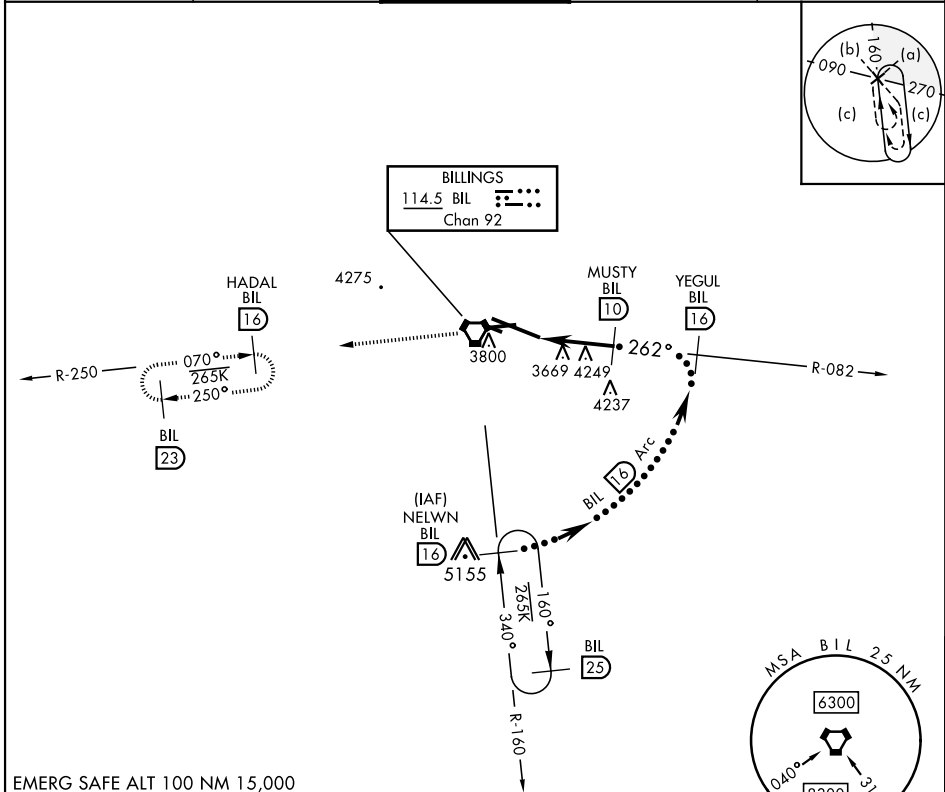 (b)
160
(a)
090
270
(c)
(c)
BILLINGS
114.5 BIL
Chan 92
4275
HADAL
BIL
16
MUSTY
BIL
10
YEGUL
BIL
16
3800
3669
4249
262°
4237
R-082
R-250
070°
265K
250°
BIL
23
BIL 16 Arc
(IAF)
NELWN
BIL
16
5155
265K
160°
340°
BIL
25
R-160
MSA BIL 25 NM
6300
040°
EMERG SAFE ALT 100 NM 15,000